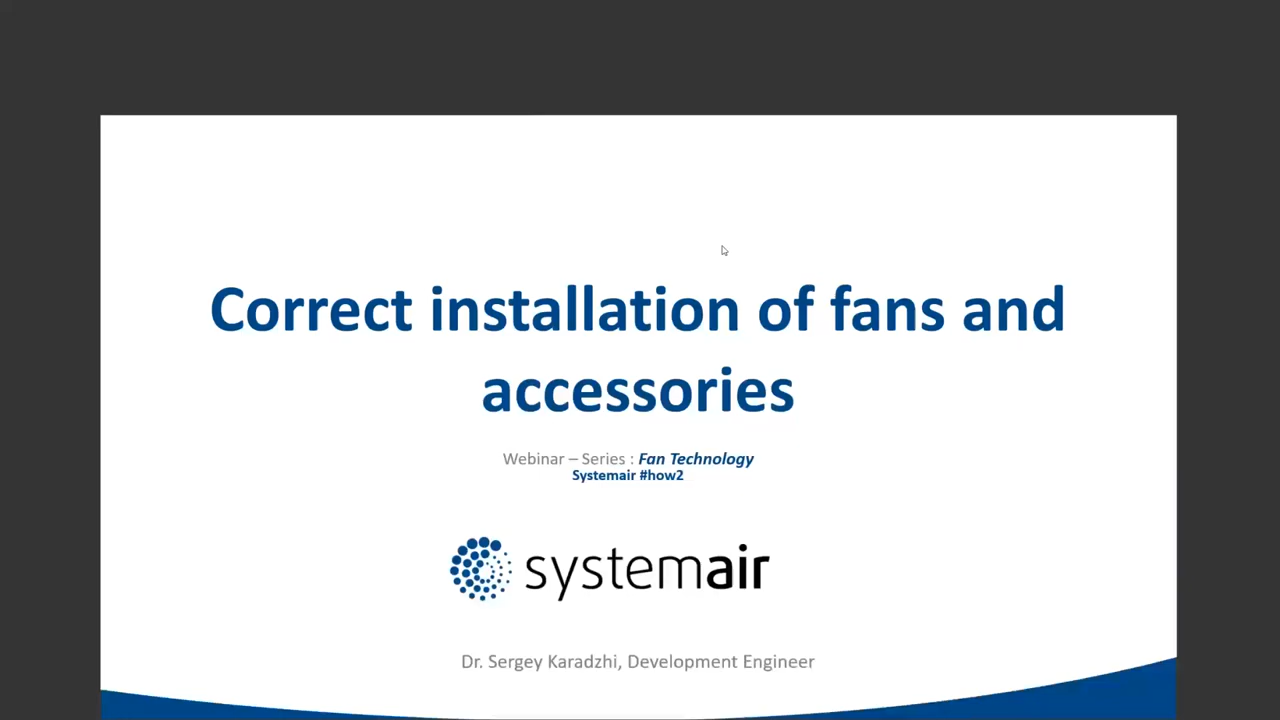 Correct installation of fans and
accessories
Webinar – Series : Fan Technology
Systemair #how2
systemair
Dr. Sergey Karadzhi, Development Engineer